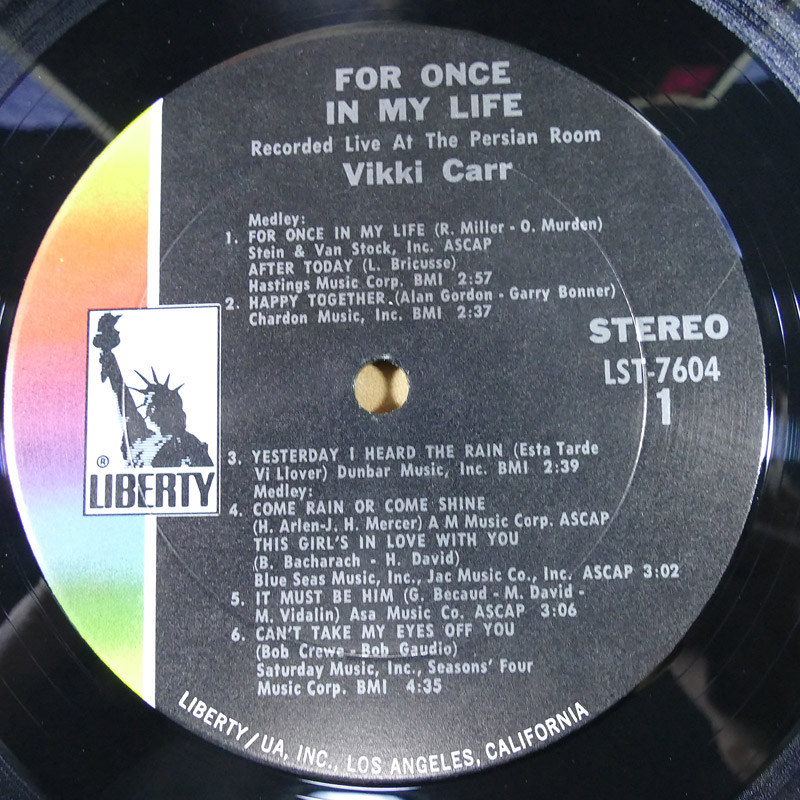 FOR ONCE
IN MY LIFE
Recorded Live At The Persian Room
Vikki Carr
Medley:
1. FOR ONCE IN MY LIFE (R. Miller - O. Murden)
Stein & Van Stock, Inc. ASCAP
AFTER TODAY (L. Bricusse)
Hastings Music Corp. BMI 2:57
2. HAPPY TOGETHER (Alan Gordon - Garry Bonner)
Chardon Music, Inc. BMI 2:37
STEREO
LST-7604
1
® LIBERTY
3. YESTERDAY I HEARD THE RAIN (Esta Tarde
Vi Llover) Dunbar Music, Inc. BMI 2:39
Medley:
4. COME RAIN OR COME SHINE
(H. Arlen-J. H. Mercer) A M Music Corp. ASCAP
THIS GIRL'S IN LOVE WITH YOU
(B. Bacharach - H. David)
Blue Seas Music, Inc., Jac Music Co., Inc. ASCAP 3:02
5. IT MUST BE HIM (G. Becaud - M. David -
M. Vidalin) Asa Music Co. ASCAP 3:06
6. CAN'T TAKE MY EYES OFF YOU
(Bob Crewe - Bob Gaudio)
Saturday Music, Inc., Seasons' Four
Music Corp. BMI 4:35
LIBERTY/UA, INC., LOS ANGELES, CALIFORNIA